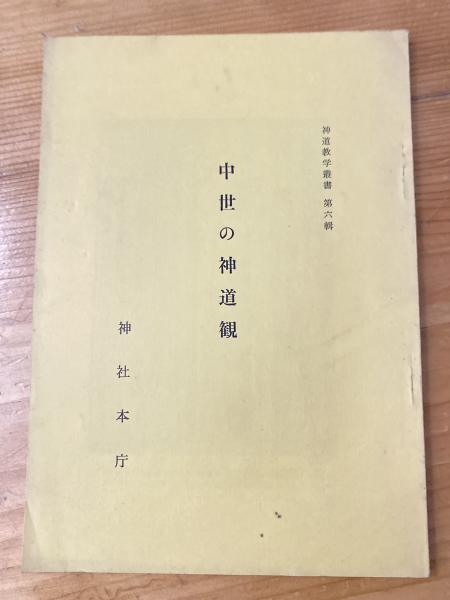 神道教学叢書 第六輯
中世の神道観
神社本庁